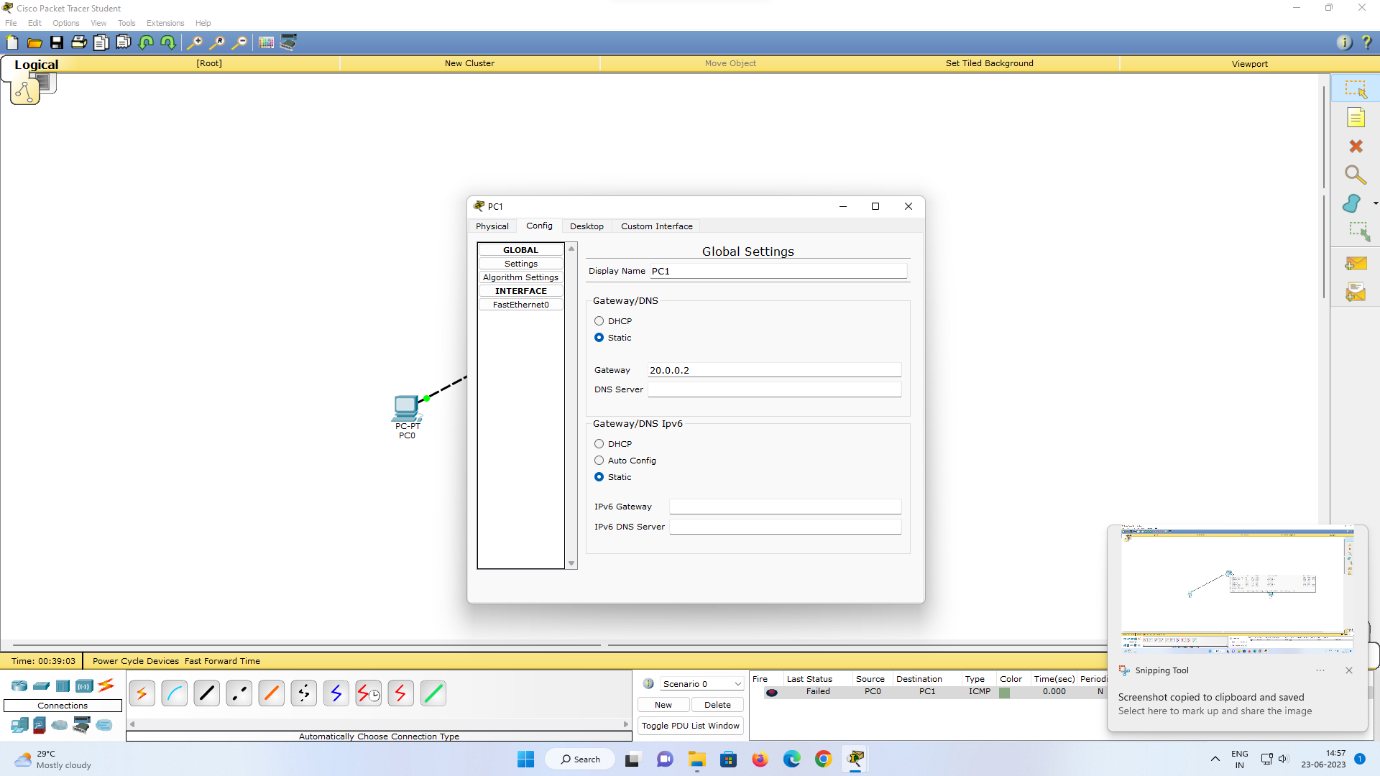 Cisco Packet Tracer Student
File Edit Options View Tools Extensions Help
Logical [Root] New Cluster Move Object Set Tiled Background Viewport
PC1
Physical Config Desktop Custom Interface
GLOBAL
Settings
Algorithm Settings
INTERFACE
FastEthernet0
Global Settings
Display Name PC1
Gateway/DNS
DHCP
Static
Gateway 20.0.0.2
DNS Server
Gateway/DNS Ipv6
DHCP
Auto Config
Static
IPv6 Gateway
IPv6 DNS Server
PC-PT
PC0
Snipping Tool
Screenshot copied to clipboard and saved
Select here to mark up and share the image
Time: 00:39:03 Power Cycle Devices Fast Forward Time
Connections
Automatically Choose Connection Type
Scenario 0
New Delete
Toggle PDU List Window
Fire Last Status Source Destination Type Color Time(sec) Periodi
Failed PC0 PC1 ICMP 0.000 N
29°C
Mostly cloudy
Search
ENG
IN
14:57
23-06-2023
1